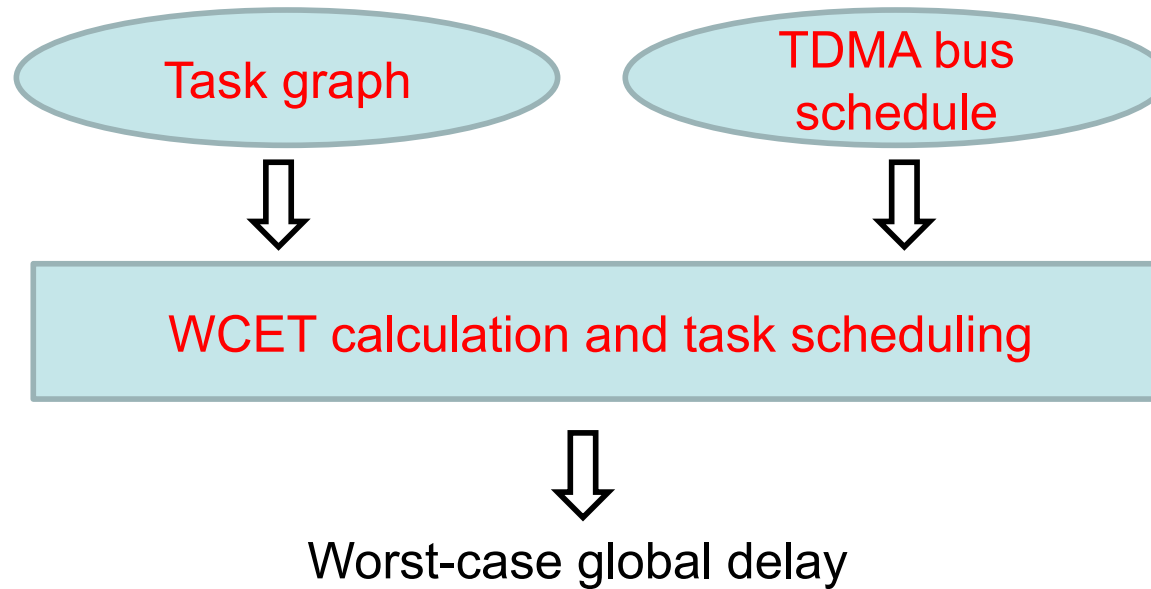 Task graph
TDMA bus
schedule
WCET calculation and task scheduling
Worst-case global delay